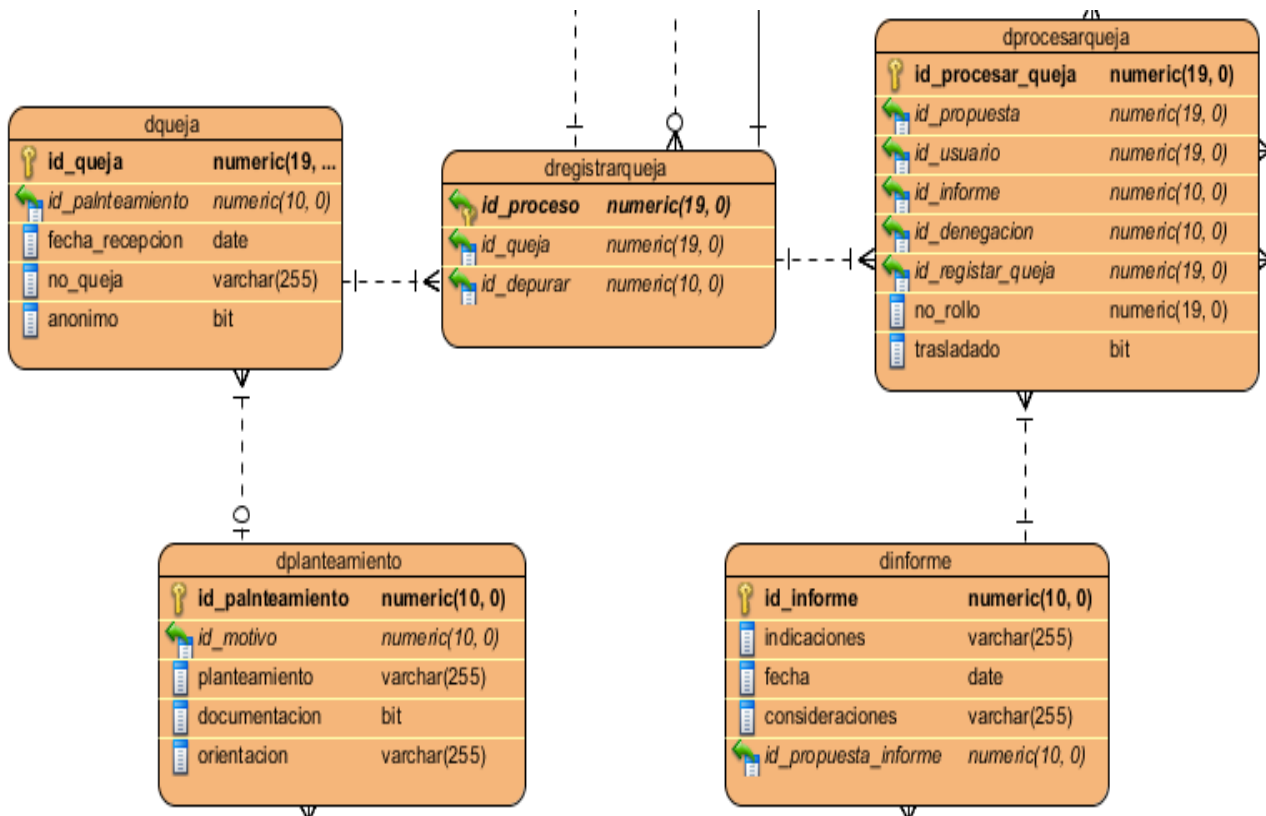 dqueja
id_queja numeric(19, ...
id_palnteamiento numeric(10, 0)
fecha_recepcion date
no_queja varchar(255)
anonimo bit
dregistrarqueja
id_proceso numeric(19, 0)
id_queja numeric(19, 0)
id_depurar numeric(10, 0)
dprocesarqueja
id_procesar_queja numeric(19, 0)
id_propuesta numeric(19, 0)
id_usuario numeric(19, 0)
id_informe numeric(10, 0)
id_denegacion numeric(10, 0)
id_registar_queja numeric(19, 0)
no_rollo numeric(19, 0)
trasladado bit
dplanteamiento
id_palnteamiento numeric(10, 0)
id_motivo numeric(10, 0)
planteamiento varchar(255)
documentacion bit
orientacion varchar(255)
dinforme
id_informe numeric(10, 0)
indicaciones varchar(255)
fecha date
consideraciones varchar(255)
id_propuesta_informe numeric(10, 0)